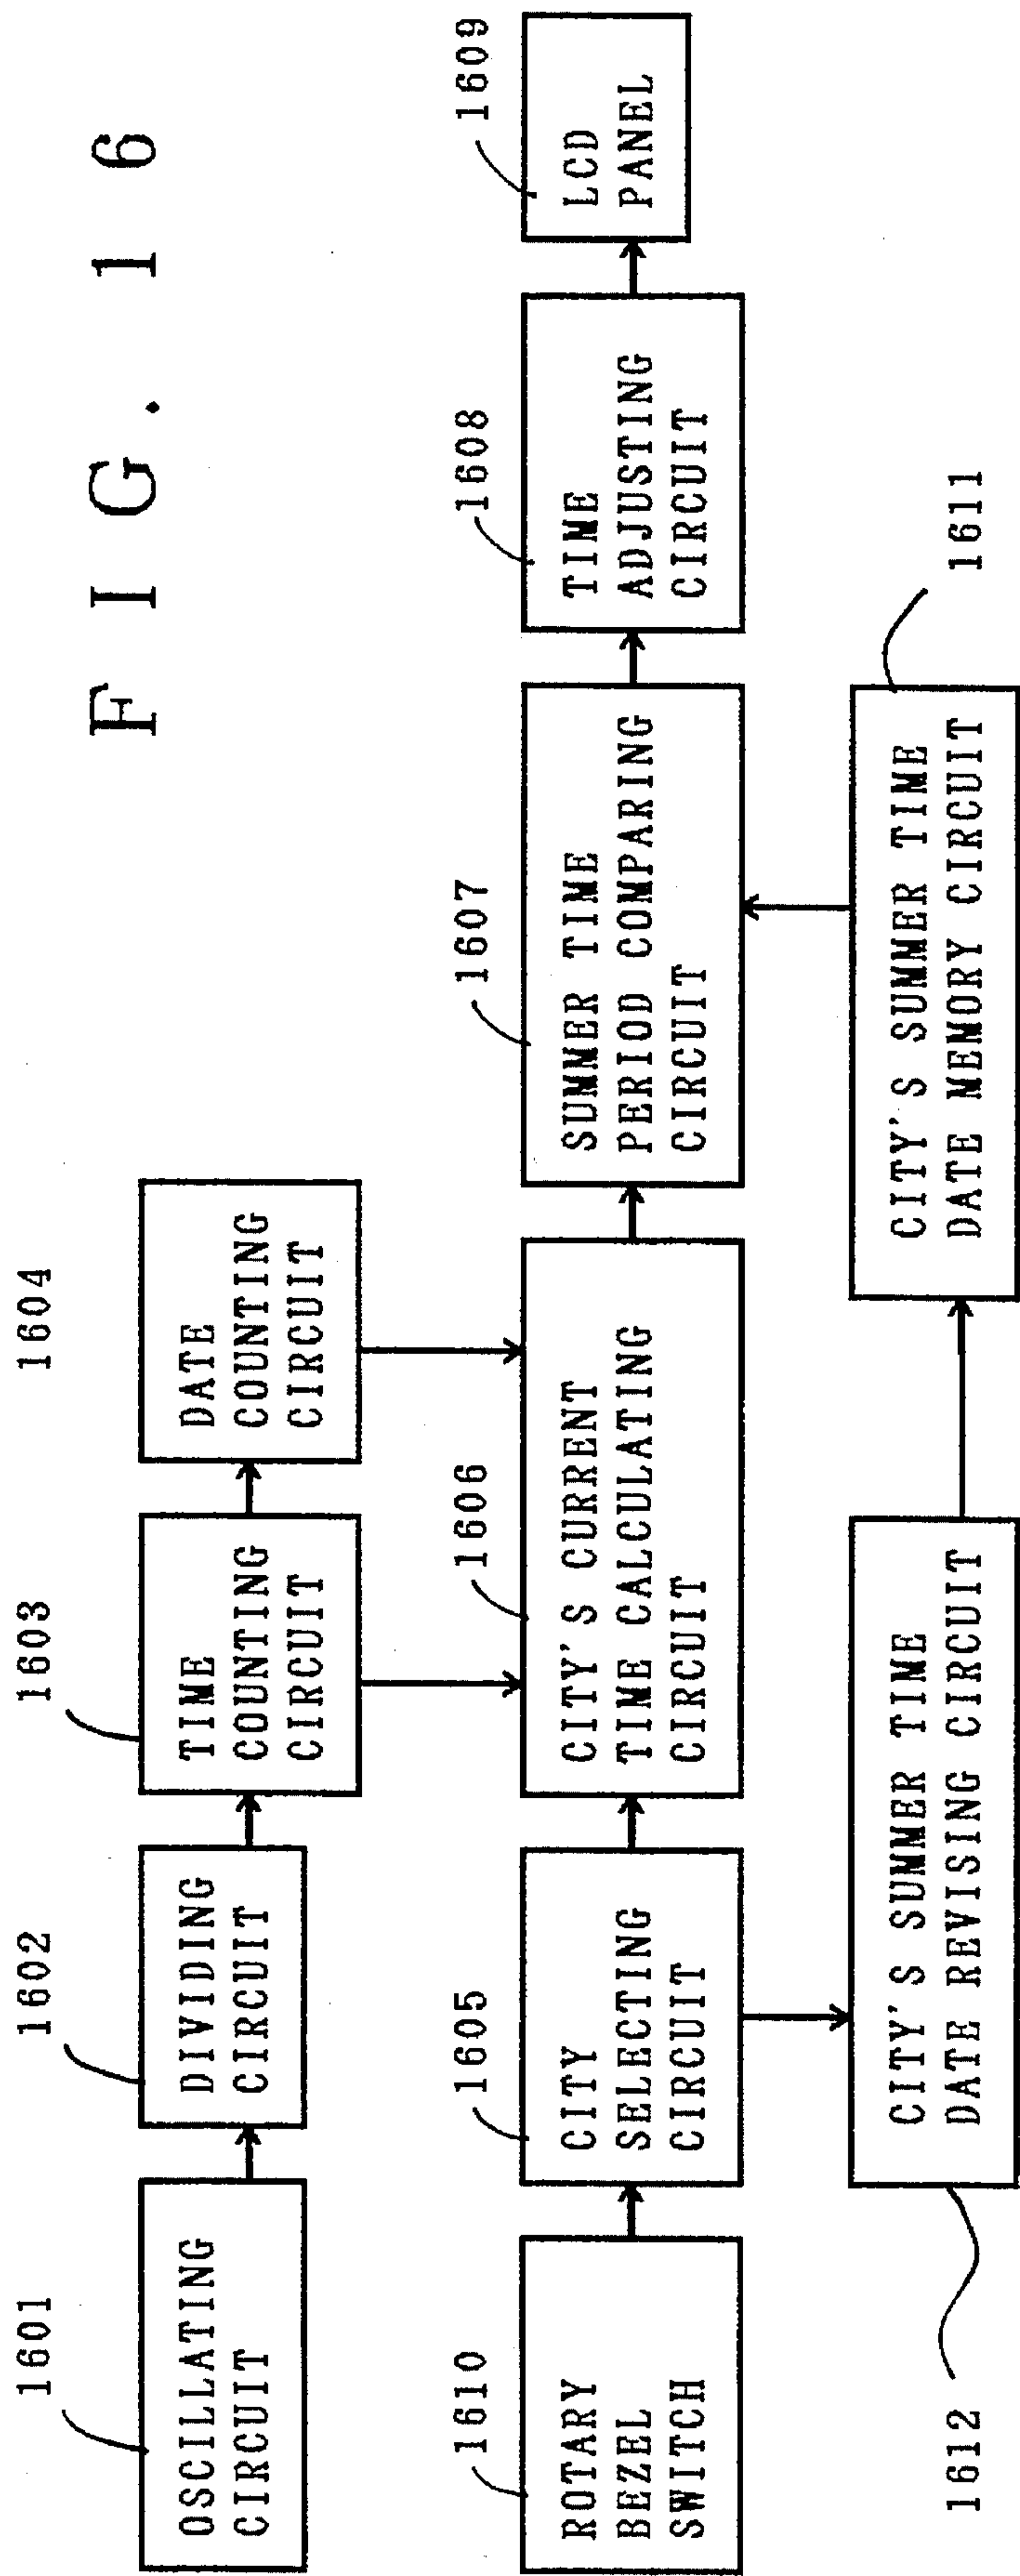 FIG. 16
1601
OSCILLATING
CIRCUIT
1602
DIVIDING
CIRCUIT
1603
TIME
COUNTING
CIRCUIT
1604
DATE
COUNTING
CIRCUIT
1610
ROTARY
BEZEL
SWITCH
1605
CITY
SELECTING
CIRCUIT
1606
CITY'S CURRENT
TIME CALCULATING
CIRCUIT
1607
SUMMER TIME
PERIOD COMPARING
CIRCUIT
1608
TIME
ADJUSTING
CIRCUIT
1609
LCD
PANEL
1612
CITY'S SUMMER TIME
DATE REVISING CIRCUIT
1611
CITY'S SUMMER TIME
DATE MEMORY CIRCUIT